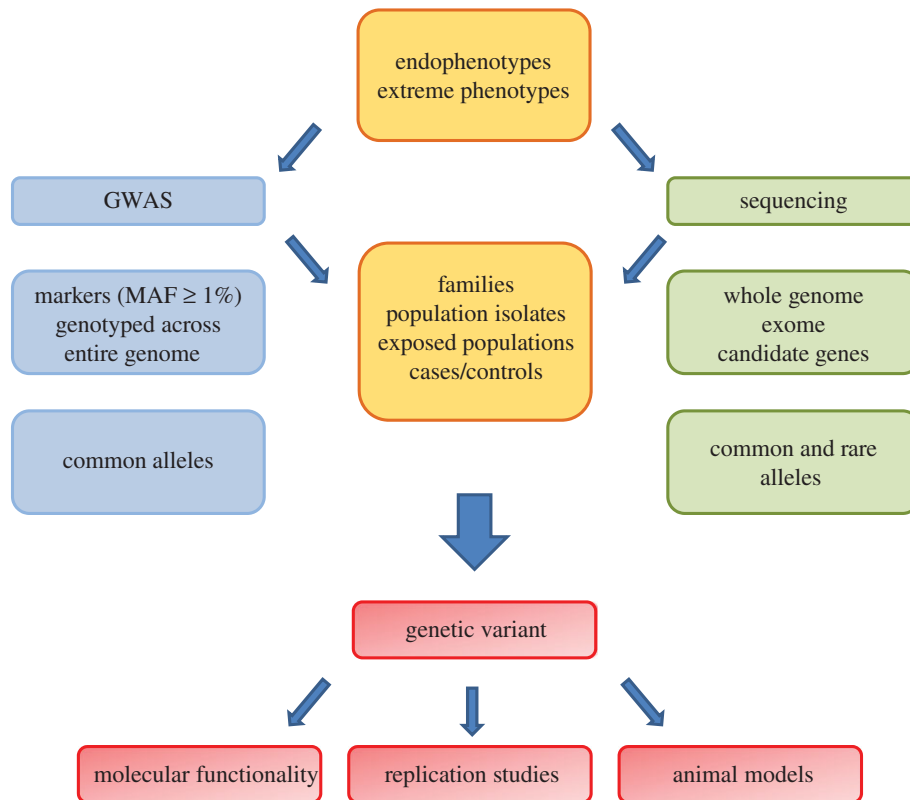 endophenotypes
extreme phenotypes
GWAS
sequencing
markers (MAF ≥ 1%)
genotyped across
entire genome
families
population isolates
exposed populations
cases/controls
whole genome
exome
candidate genes
common alleles
common and rare
alleles
genetic variant
molecular functionality
replication studies
animal models